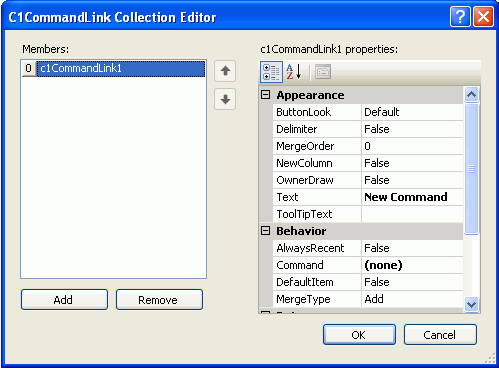 C1CommandLink Collection Editor
Members:
0 c1CommandLink1
Add
Remove
c1CommandLink1 properties:
Appearance
ButtonLook Default
Delimiter False
MergeOrder 0
NewColumn False
OwnerDraw False
Text New Command
ToolTipText
Behavior
AlwaysRecent False
Command (none)
DefaultItem False
MergeType Add
OK
Cancel